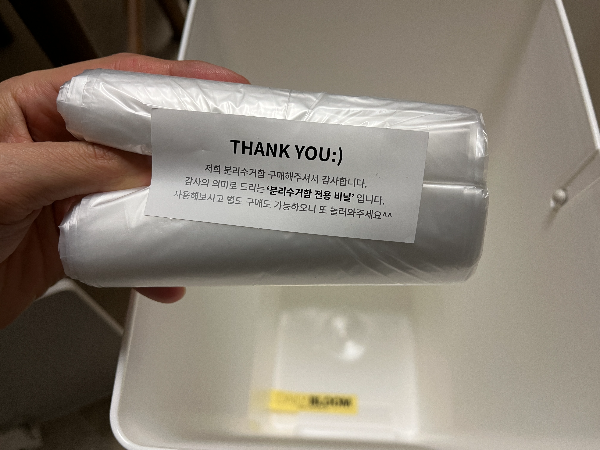 THANK YOU:)
저희 분리수거함 구매해주셔서 감사합니다.
감사의 의미로 드리는 '분리수거함 전용 비닐' 입니다.
사용해보시고 별도 구매도 가능하오니 또 놀러와주세요^^
BLOOM